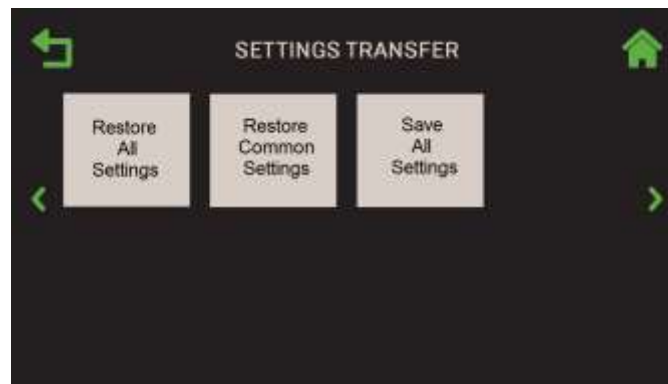 SETTINGS TRANSFER
Restore
All
Settings
Restore
Common
Settings
Save
All
Settings